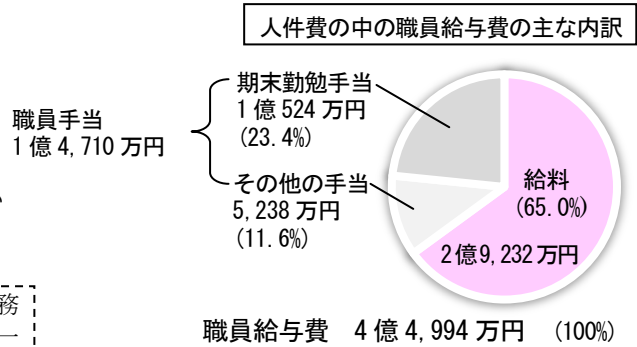 人件費の中の職員給与費の主な内訳
職員手当
1億4,710万円
期末勤勉手当
1億524万円
(23.4%)
その他の手当
5,238万円
(11.6%)
給料
(65.0%)
2億9,232万円
職員給与費 4億4,994万円 (100%)
務
一